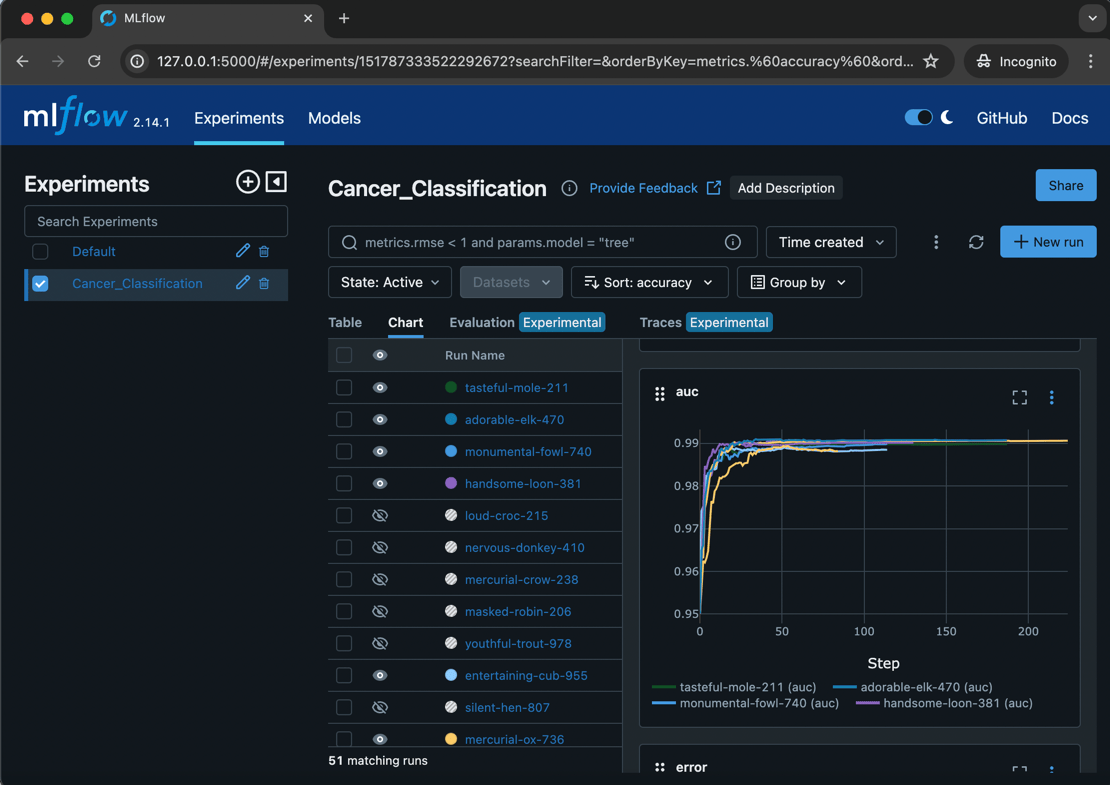 MLflow
127.0.0.1:5000/#/experiments/151787333522292672?searchFilter=&orderByKey=metrics.%60accuracy%60&ord...
Incognito
mlflow 2.14.1
Experiments
Models
GitHub
Docs
Experiments
Search Experiments
Default
Cancer_Classification
Cancer_Classification
Provide Feedback
Add Description
Share
metrics.rmse < 1 and params.model = "tree"
Time created
New run
State: Active
Datasets
Sort: accuracy
Group by
Table
Chart
Evaluation Experimental
Traces Experimental
Run Name
tasteful-mole-211
adorable-elk-470
monumental-fowl-740
handsome-loon-381
loud-croc-215
nervous-donkey-410
mercurial-crow-238
masked-robin-206
youthful-trout-978
entertaining-cub-955
silent-hen-807
mercurial-ox-736
51 matching runs
auc
0.99
0.98
0.97
0.96
0.95
0 50 100 150 200
Step
tasteful-mole-211 (auc) adorable-elk-470 (auc)
monumental-fowl-740 (auc) handsome-loon-381 (auc)
error